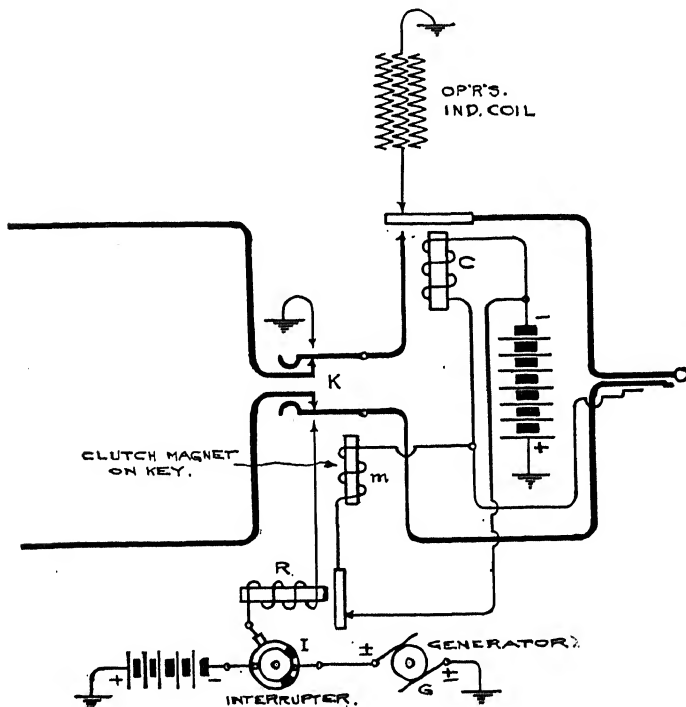 OP'R'S.
IND. COIL
C
-
K
+
CLUTCH MAGNET
ON KEY.
m
R.
I
±
GENERATOR
+
-
G
±
INTERRUPTER.